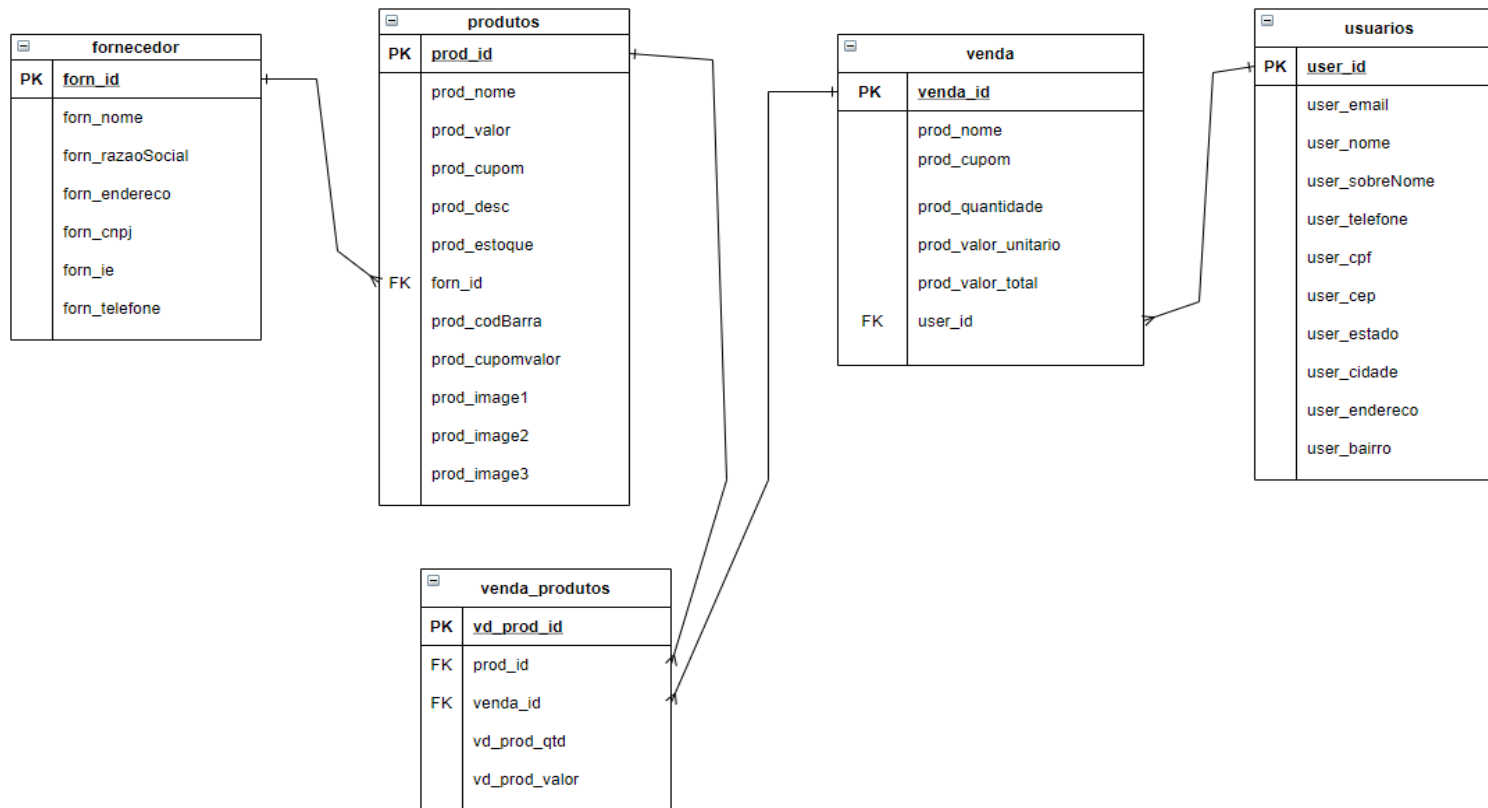 fornecedor
PK forn_id
forn_nome
forn_razaoSocial
forn_endereco
forn_cnpj
forn_ie
forn_telefone
produtos
PK prod_id
prod_nome
prod_valor
prod_cupom
prod_desc
prod_estoque
FK forn_id
prod_codBarra
prod_cupomvalor
prod_image1
prod_image2
prod_image3
venda
PK venda_id
prod_nome
prod_cupom
prod_quantidade
prod_valor_unitario
prod_valor_total
FK user_id
usuarios
PK user_id
user_email
user_nome
user_sobreNome
user_telefone
user_cpf
user_cep
user_estado
user_cidade
user_endereco
user_bairro
venda_produtos
PK vd_prod_id
FK prod_id
FK venda_id
vd_prod_qtd
vd_prod_valor